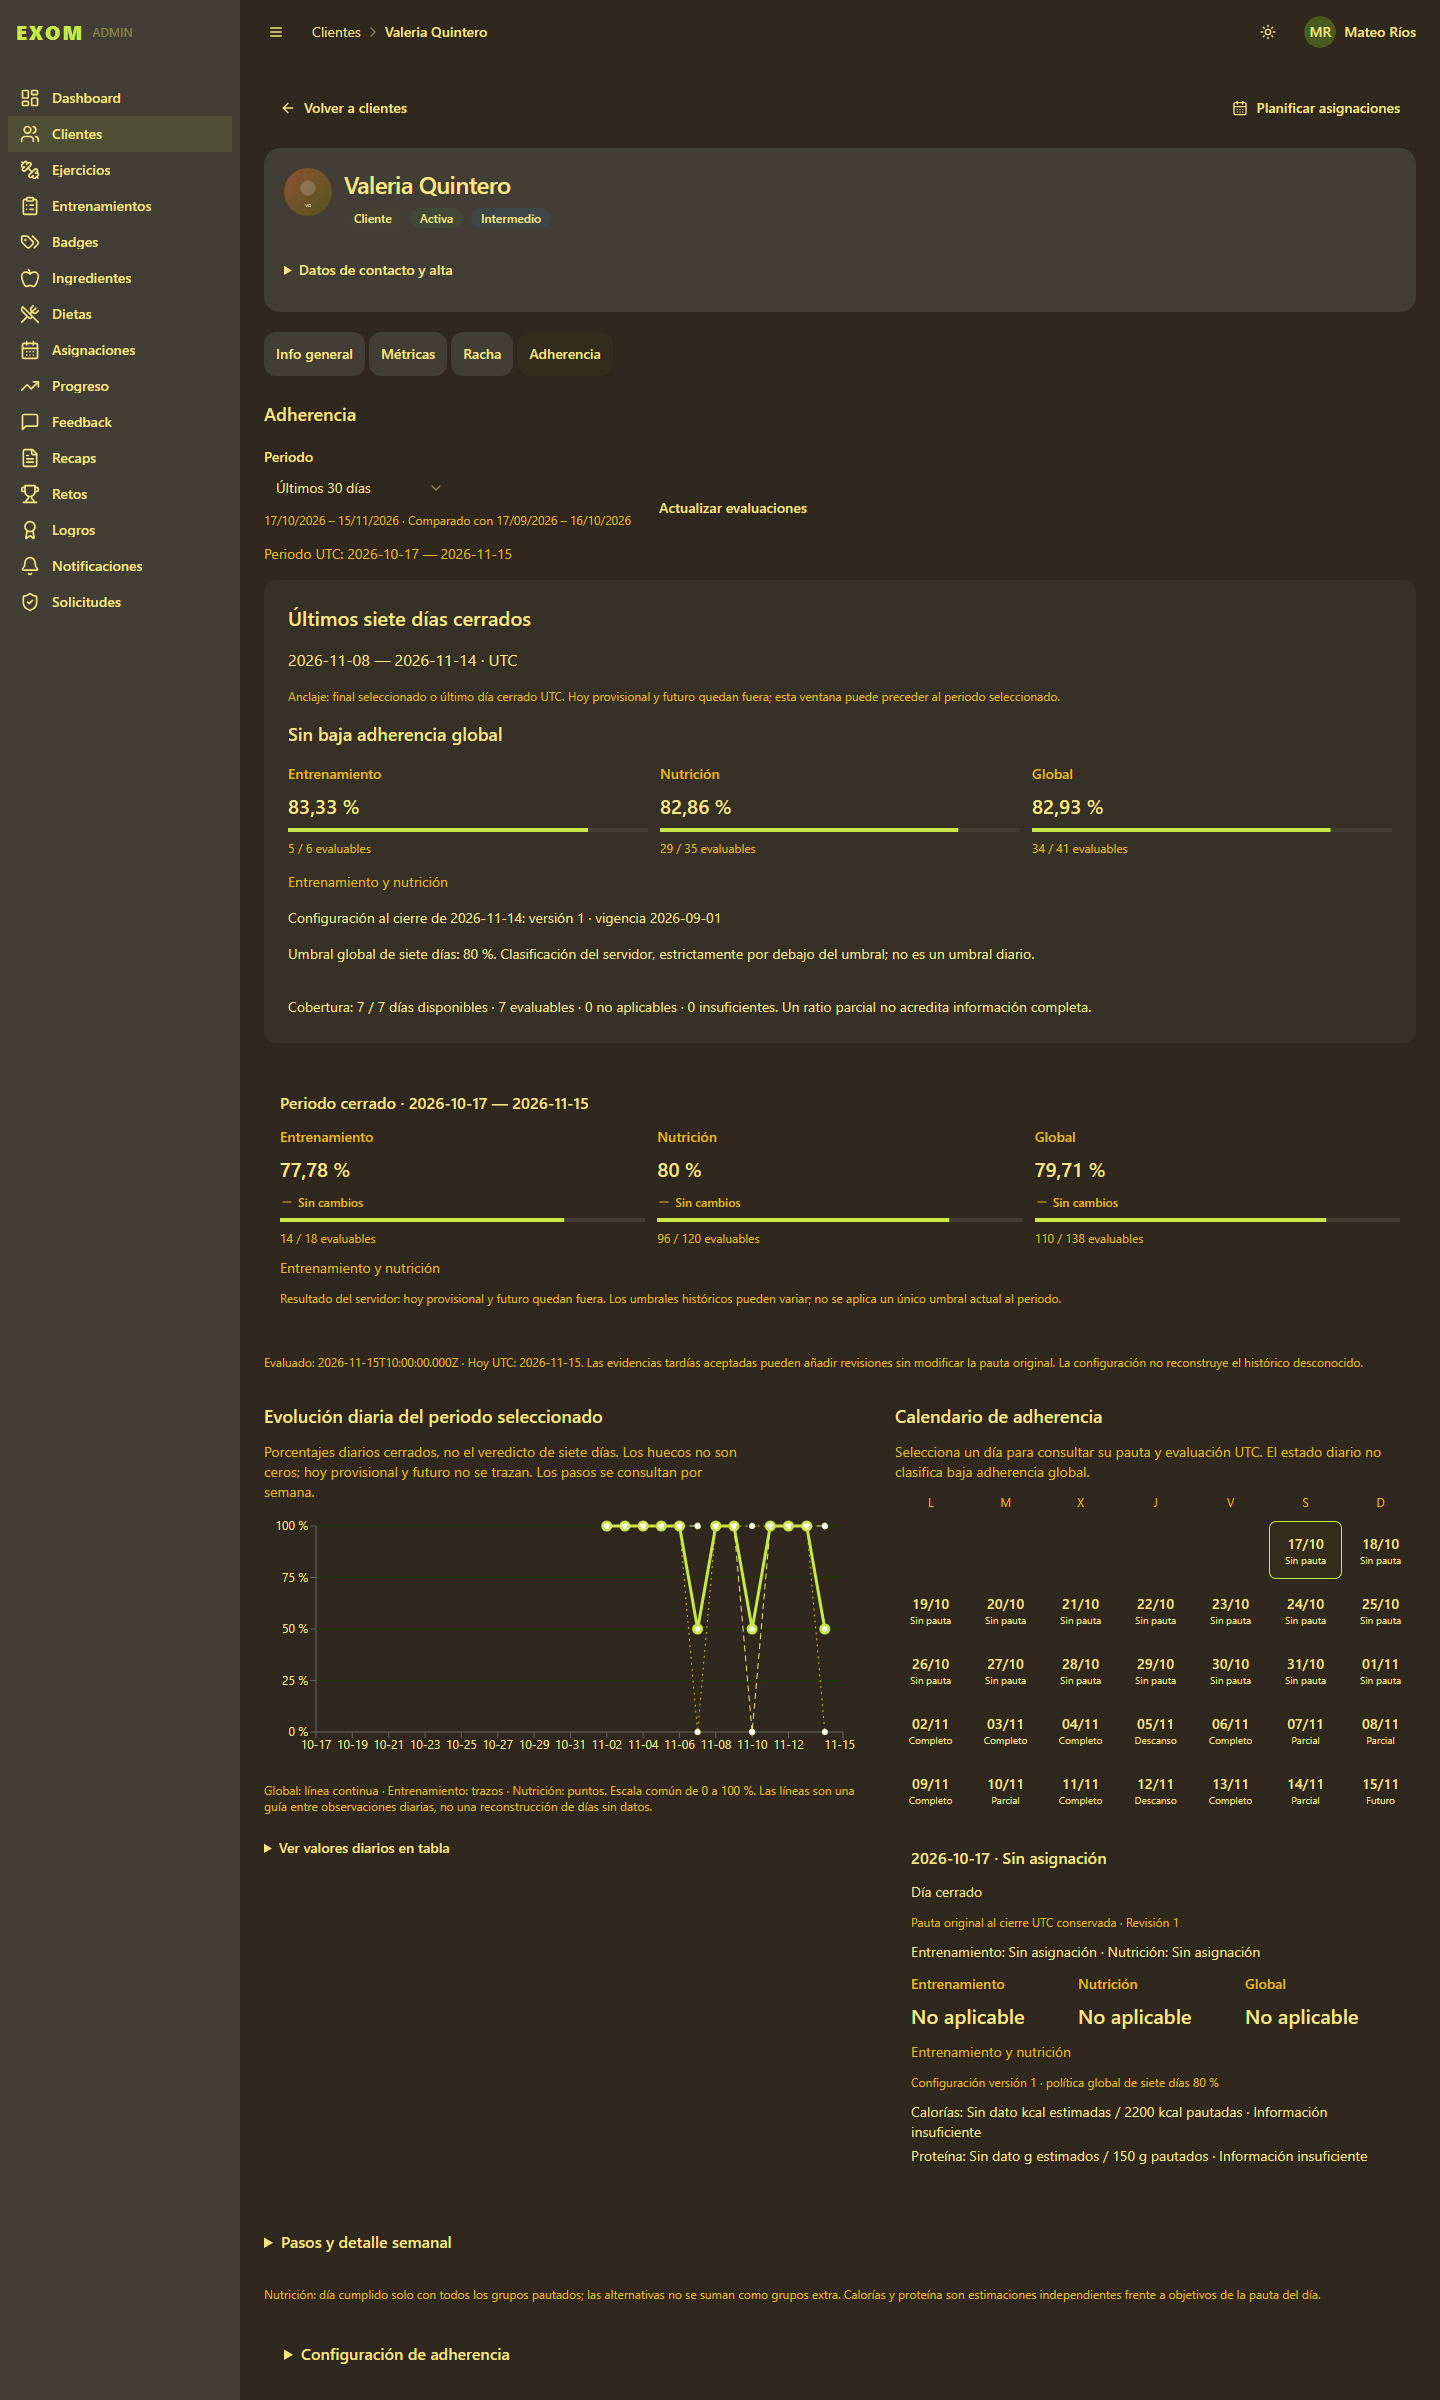 EXOM ADMIN
Clientes > Valeria Quintero
MR Mateo Ríos
Dashboard
Clientes
Ejercicios
Entrenamientos
Badges
Ingredientes
Dietas
Asignaciones
Progreso
Feedback
Recaps
Retos
Logros
Notificaciones
Solicitudes
Volver a clientes
Planificar asignaciones
Valeria Quintero
Cliente Activa Intermedio
Datos de contacto y alta
Info general Métricas Racha Adherencia
Adherencia
Periodo
Últimos 30 días
17/10/2026 – 15/11/2026 · Comparado con 17/09/2026 – 16/10/2026
Actualizar evaluaciones
Periodo UTC: 2026-10-17 — 2026-11-15
Últimos siete días cerrados
2026-11-08 — 2026-11-14 · UTC
Anclaje: final seleccionado o último día cerrado UTC. Hoy provisional y futuro quedan fuera; esta ventana puede preceder al periodo seleccionado.
Sin baja adherencia global
Entrenamiento Nutrición Global
83,33 % 82,86 % 82,93 %
5 / 6 evaluables 29 / 35 evaluables 34 / 41 evaluables
Entrenamiento y nutrición
Configuración al cierre de 2026-11-14: versión 1 · vigencia 2026-09-01
Umbral global de siete días: 80 %. Clasificación del servidor, estrictamente por debajo del umbral; no es un umbral diario.
Cobertura: 7 / 7 días disponibles · 7 evaluables · 0 no aplicables · 0 insuficientes. Un ratio parcial no acredita información completa.
Periodo cerrado · 2026-10-17 — 2026-11-15
Entrenamiento Nutrición Global
77,78 % 80 % 79,71 %
— Sin cambios — Sin cambios — Sin cambios
14 / 18 evaluables 96 / 120 evaluables 110 / 138 evaluables
Entrenamiento y nutrición
Resultado del servidor: hoy provisional y futuro quedan fuera. Los umbrales históricos pueden variar; no se aplica un único umbral actual al periodo.
Evaluado: 2026-11-15T10:00:00.000Z · Hoy UTC: 2026-11-15. Las evidencias tardías aceptadas pueden añadir revisiones sin modificar la pauta original. La configuración no reconstruye el histórico desconocido.
Evolución diaria del periodo seleccionado
Porcentajes diarios cerrados, no el veredicto de siete días. Los huecos no son
ceros; hoy provisional y futuro no se trazan. Los pasos se consultan por
semana.
100 %
75 %
50 %
25 %
0 %
10-17 10-19 10-21 10-23 10-25 10-27 10-29 10-31 11-02 11-04 11-06 11-08 11-10 11-12 11-15
Global: línea continua · Entrenamiento: trazos · Nutrición: puntos. Escala común de 0 a 100 %. Las líneas son una
guía entre observaciones diarias, no una reconstrucción de días sin datos.
Ver valores diarios en tabla
Calendario de adherencia
Selecciona un día para consultar su pauta y evaluación UTC. El estado diario no
clasifica baja adherencia global.
L M X J V S D
17/10 18/10
Sin pauta Sin pauta
19/10 20/10 21/10 22/10 23/10 24/10 25/10
Sin pauta Sin pauta Sin pauta Sin pauta Sin pauta Sin pauta Sin pauta
26/10 27/10 28/10 29/10 30/10 31/10 01/11
Sin pauta Sin pauta Sin pauta Sin pauta Sin pauta Sin pauta Sin pauta
02/11 03/11 04/11 05/11 06/11 07/11 08/11
Completo Completo Completo Descanso Completo Parcial Parcial
09/11 10/11 11/11 12/11 13/11 14/11 15/11
Completo Parcial Completo Descanso Completo Parcial Futuro
2026-10-17 · Sin asignación
Día cerrado
Pauta original al cierre UTC conservada · Revisión 1
Entrenamiento: Sin asignación · Nutrición: Sin asignación
Entrenamiento Nutrición Global
No aplicable No aplicable No aplicable
Entrenamiento y nutrición
Configuración versión 1 · política global de siete días 80 %
Calorías: Sin dato kcal estimadas / 2200 kcal pautadas · Información
insuficiente
Proteína: Sin dato g estimados / 150 g pautados · Información insuficiente
Pasos y detalle semanal
Nutrición: día cumplido solo con todos los grupos pautados; las alternativas no se suman como grupos extra. Calorías y proteína son estimaciones independientes frente a objetivos de la pauta del día.
Configuración de adherencia